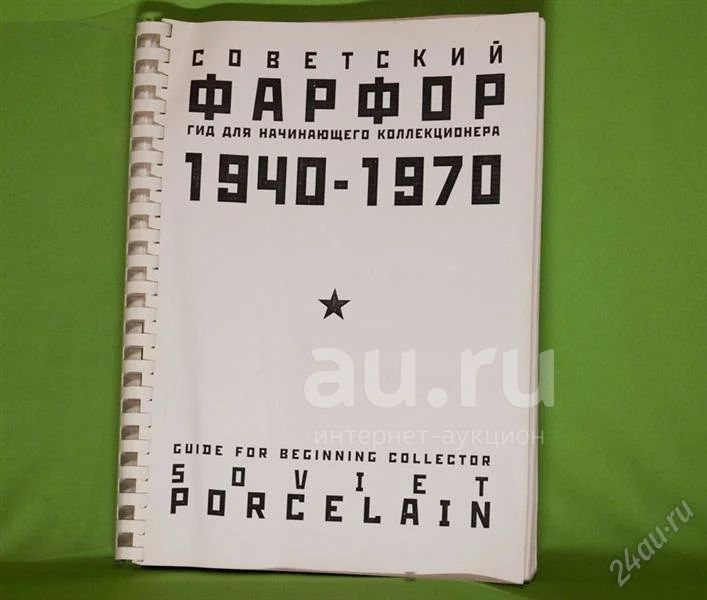 СОВЕТСКИЙ
ФАРФОР
ГИД ДЛЯ НАЧИНАЮЩЕГО КОЛЛЕКЦИОНЕРА
1940-1970
au.ru
интернет-аукцион
GUIDE FOR BEGINNING COLLECTOR
SOVIET
PORCELAIN
24au.ru